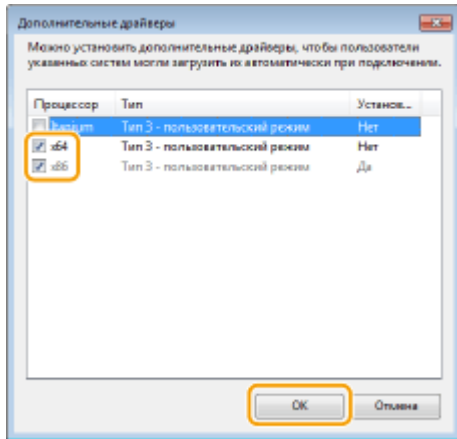 Дополнительные драйверы
Можно установить дополнительные драйверы, чтобы пользователи
указанных систем могли загрузить их автоматически при подключении.
Процессор Тип Установ...
Itanium Тип 3 - пользовательский режим Нет
x64 Тип 3 - пользовательский режим Нет
x86 Тип 3 - пользовательский режим Да
OK Отмена